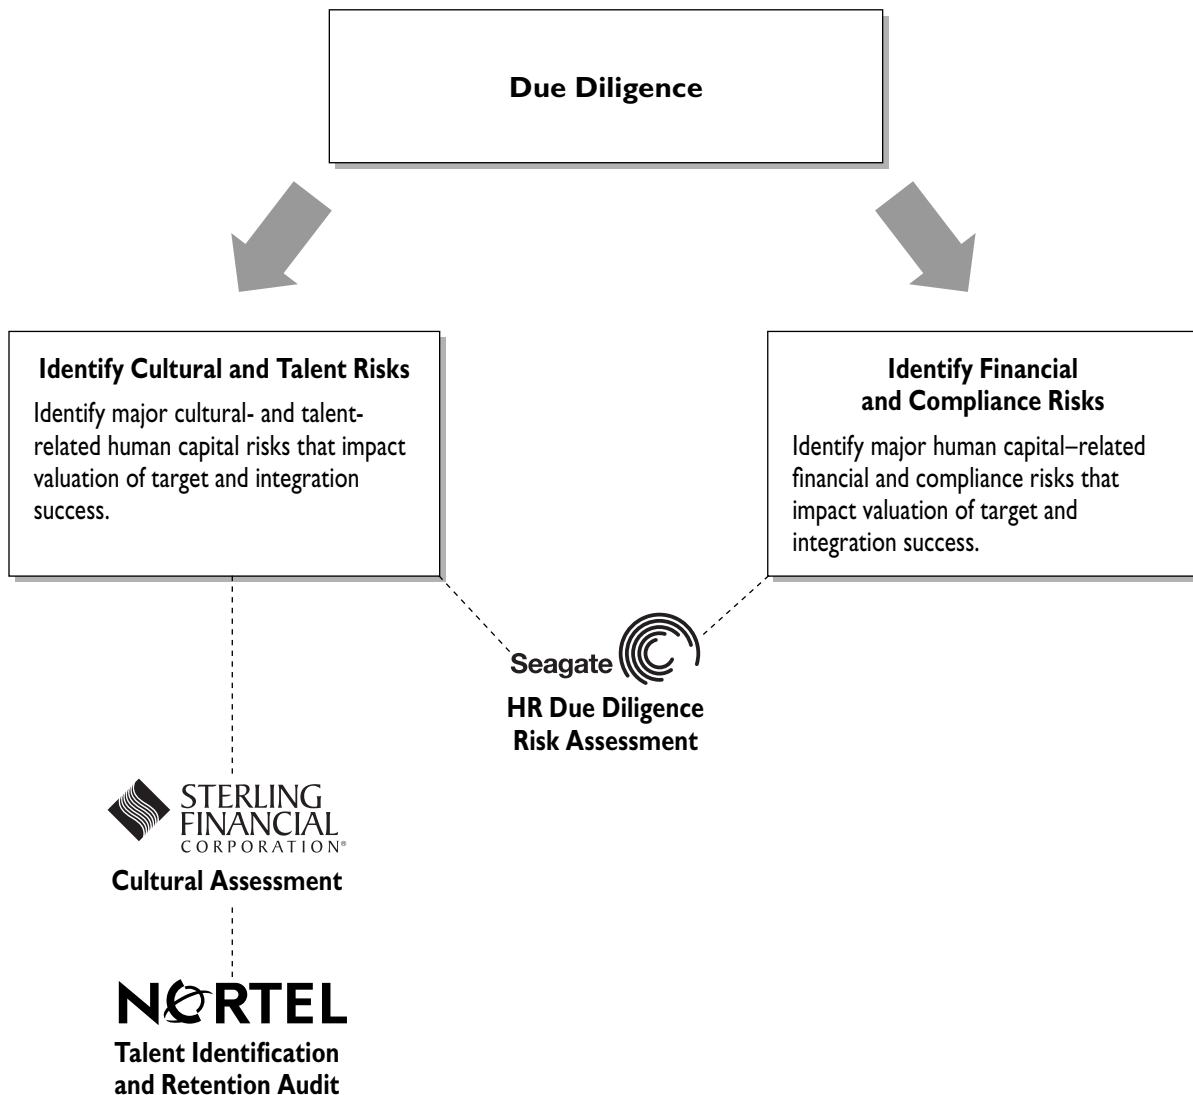 Due Diligence
Identify Cultural and Talent Risks
Identify major cultural- and talent-
related human capital risks that impact
valuation of target and integration
success.
Identify Financial
and Compliance Risks
Identify major human capital–related
financial and compliance risks that
impact valuation of target and
integration success.
Seagate
HR Due Diligence
Risk Assessment
STERLING
FINANCIAL
CORPORATION®
Cultural Assessment
NORTEL
Talent Identification
and Retention Audit